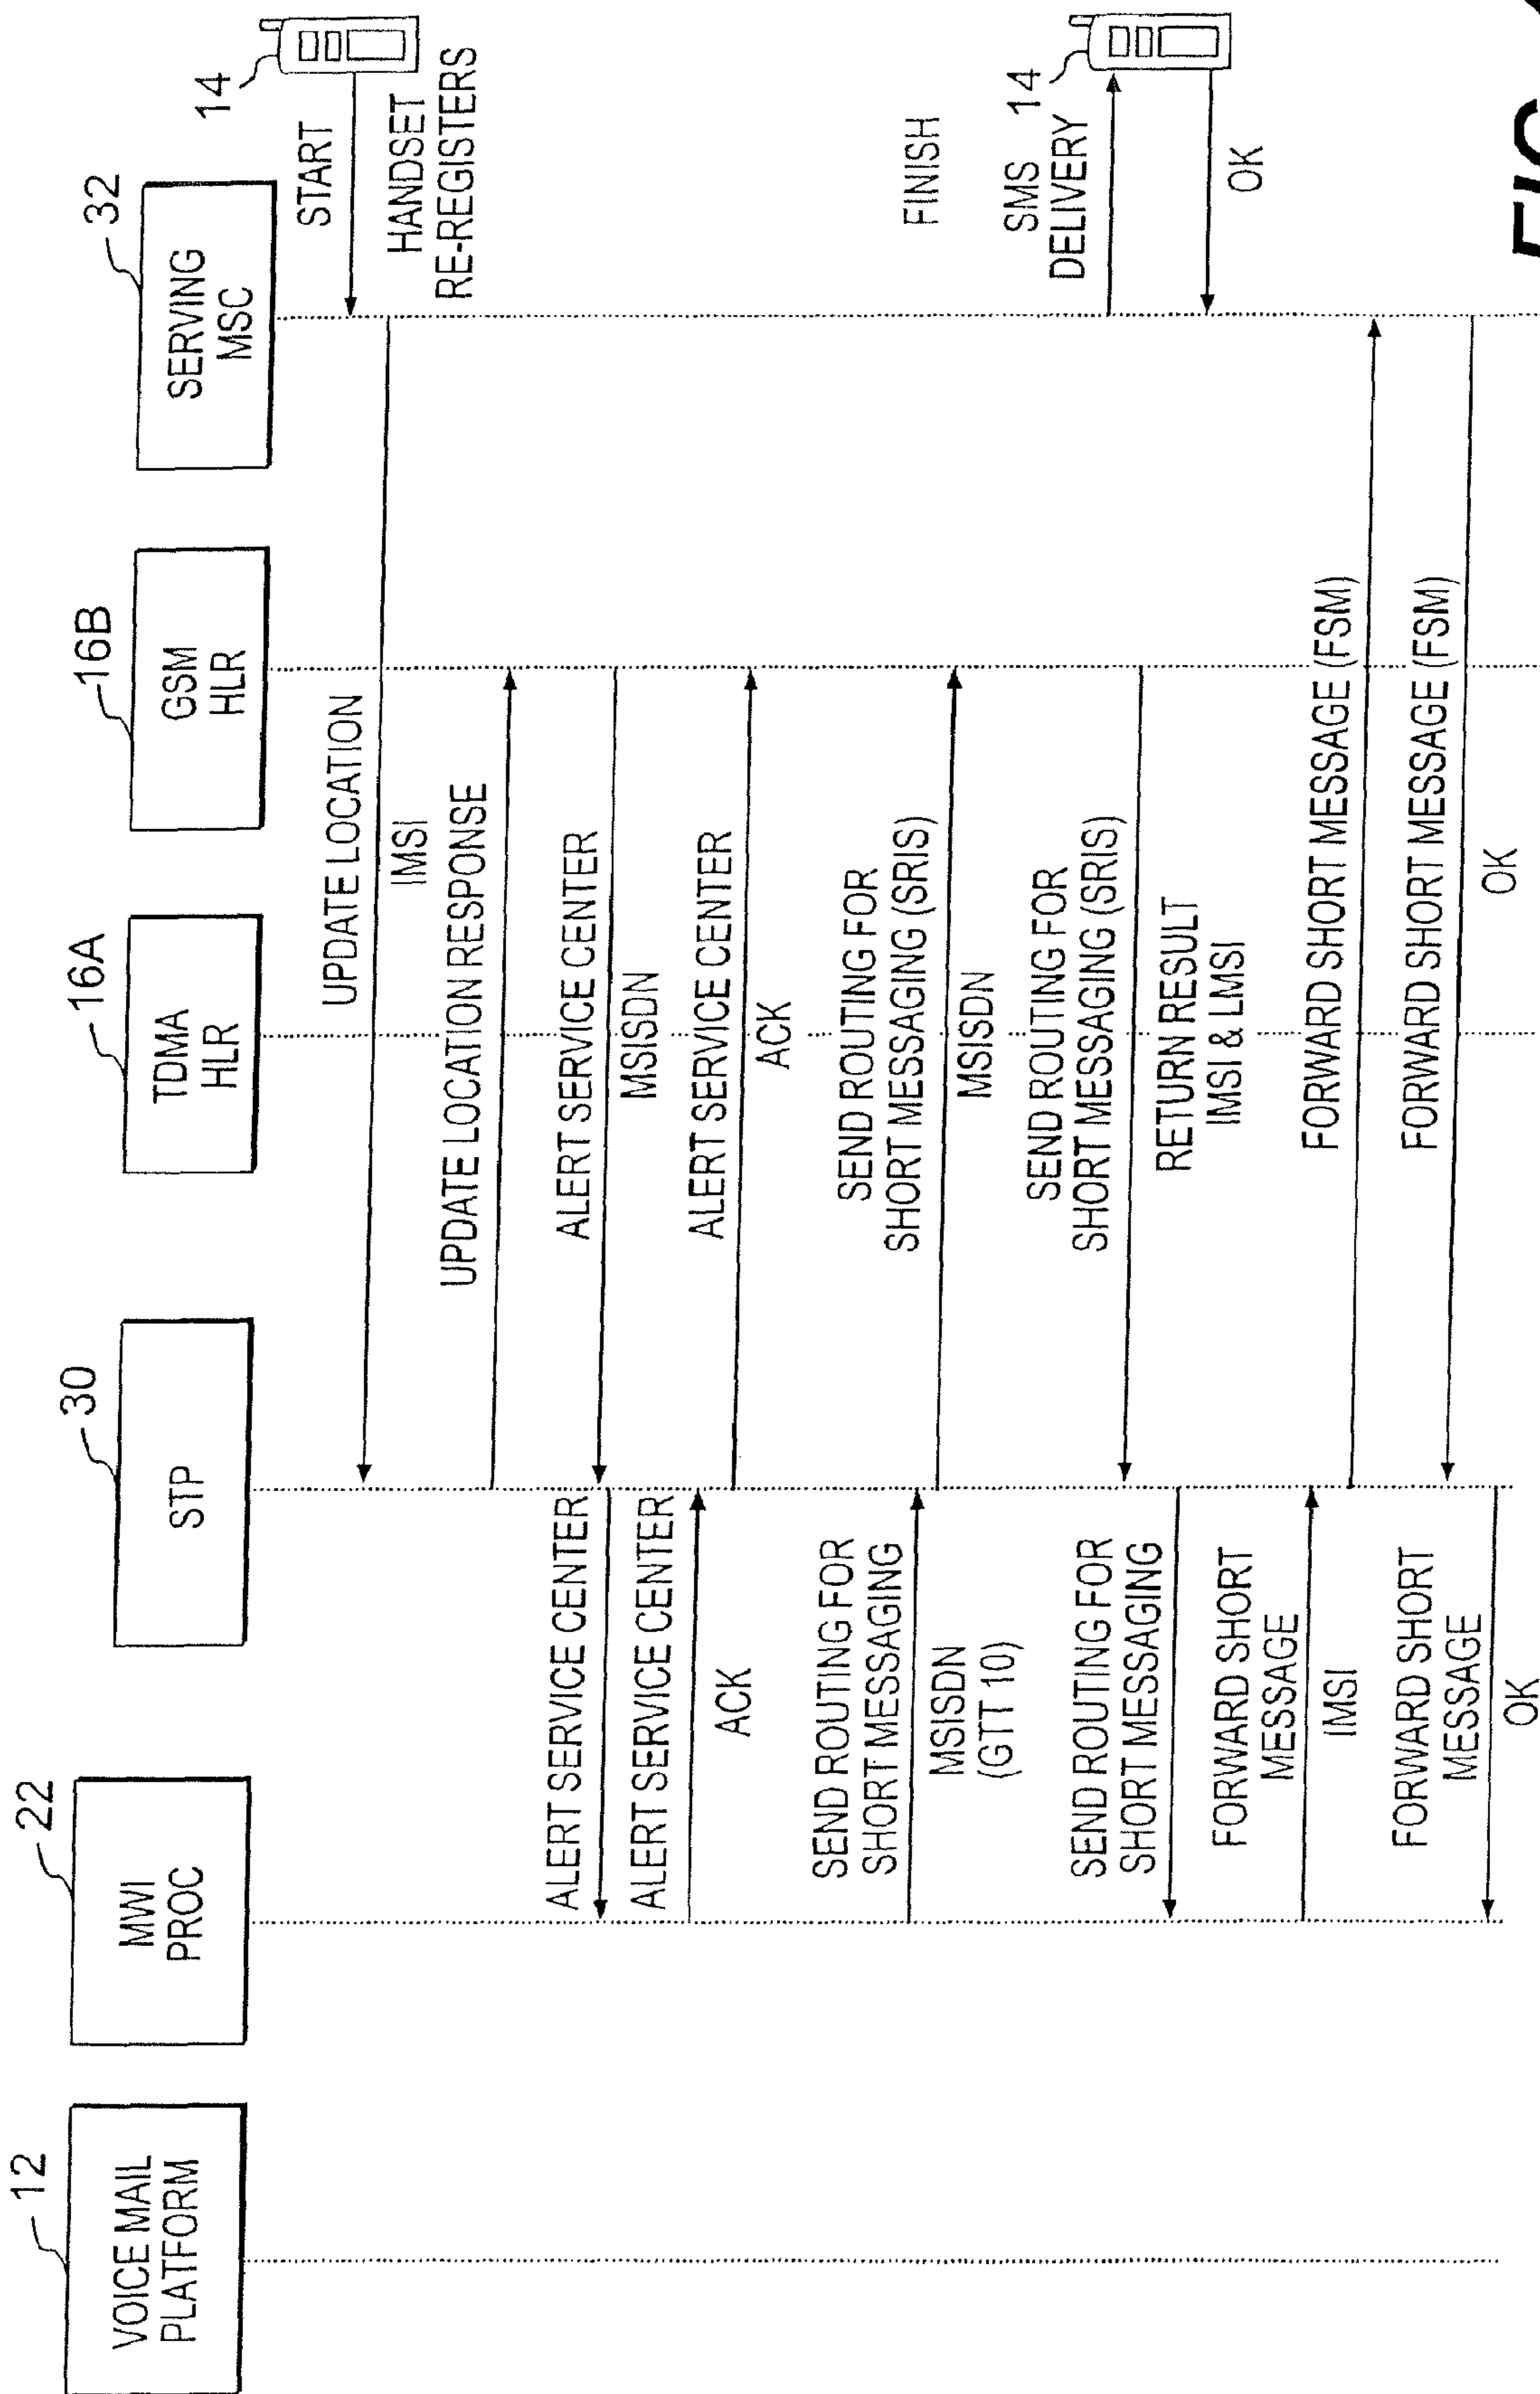 12
VOICE MAIL
PLATFORM
22
MWI
PROC
30
STP
16A
TDMA
HLR
16B
GSM
HLR
32
SERVING
MSC
14
START
HANDSET
RE-REGISTERS
UPDATE LOCATION
IMSI
UPDATE LOCATION RESPONSE
ALERT SERVICE CENTER
ALERT SERVICE CENTER
MSISDN
ALERT SERVICE CENTER
ACK
ALERT SERVICE CENTER
ACK
SEND ROUTING FOR
SHORT MESSAGING
MSISDN
(GTT 10)
SEND ROUTING FOR
SHORT MESSAGING (SRIS)
MSISDN
FINISH
SEND ROUTING FOR
SHORT MESSAGING
SEND ROUTING FOR
SHORT MESSAGING (SRIS)
RETURN RESULT
IMSI & LMSI
SMS
DELIVERY
14
OK
FORWARD SHORT
MESSAGE
IMSI
FORWARD SHORT MESSAGE (FSM)
FORWARD SHORT
MESSAGE
OK
FORWARD SHORT MESSAGE (FSM)
OK
FIG.